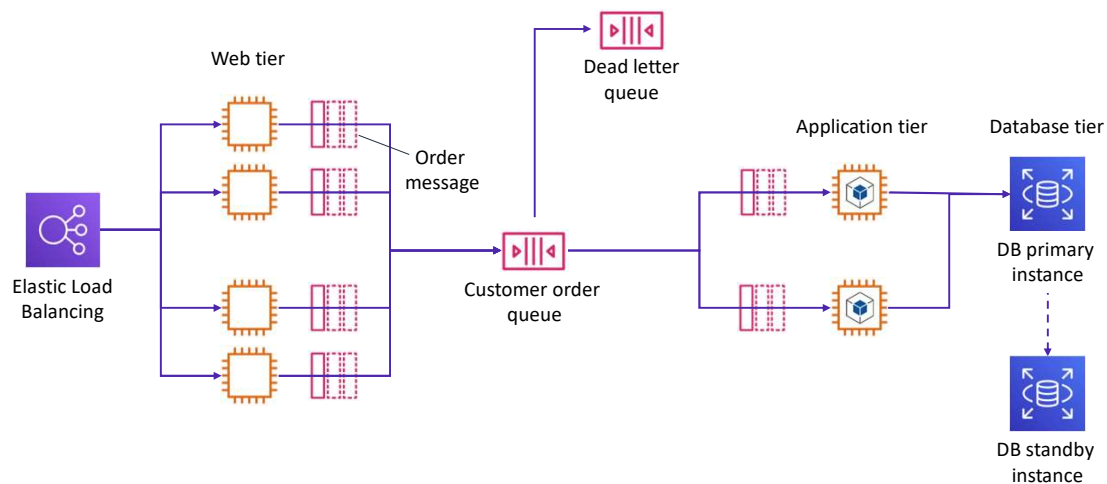 Web tier
Dead letter
queue
Application tier
Database tier
Order
message
Elastic Load
Balancing
Customer order
queue
DB primary
instance
DB standby
instance